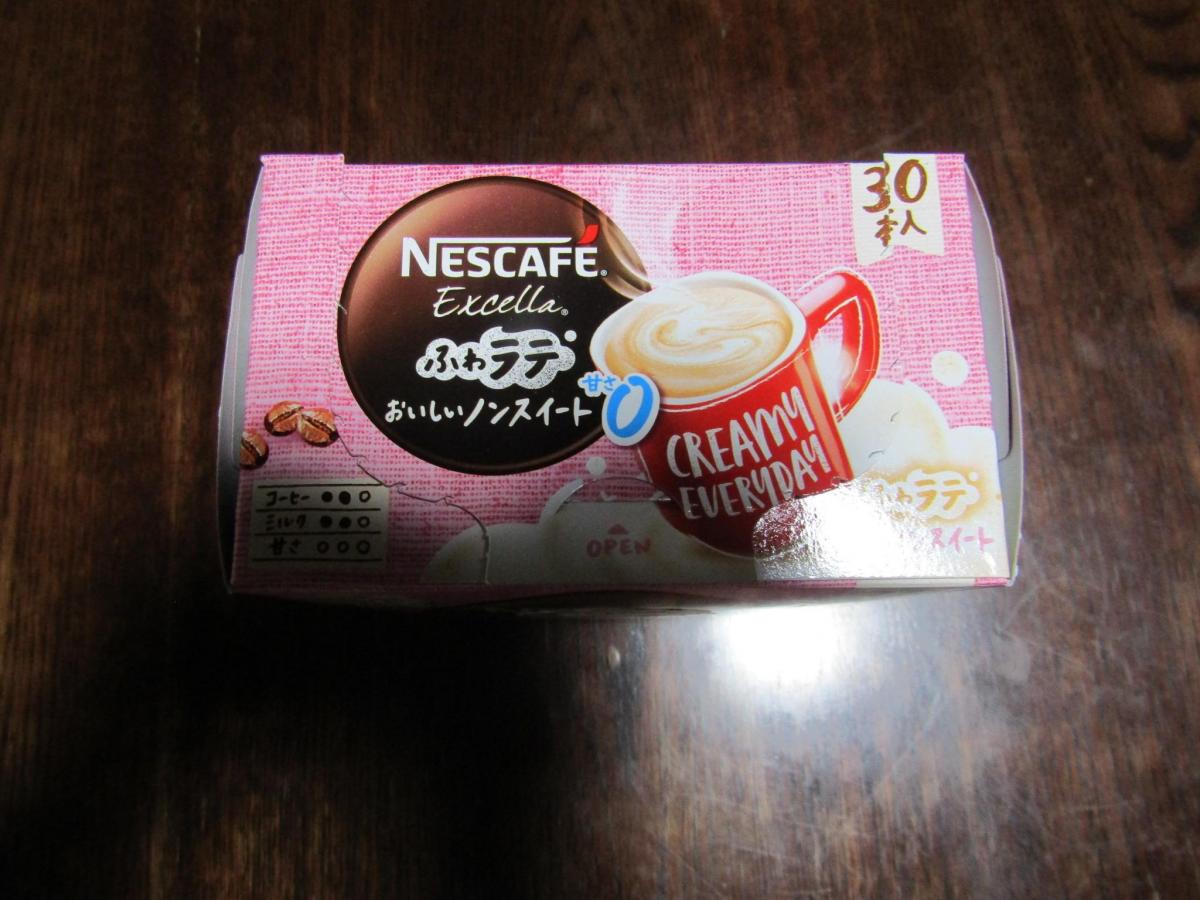 30
本入
NESCAFÉ®
Excella®
ふわラテ
おいしいノンスイート
甘さ
0
CREAMY
EVERYDAY
コーヒー ●●○
ミルク ●●○
甘さ ○○○
OPEN
わラテ
スイート